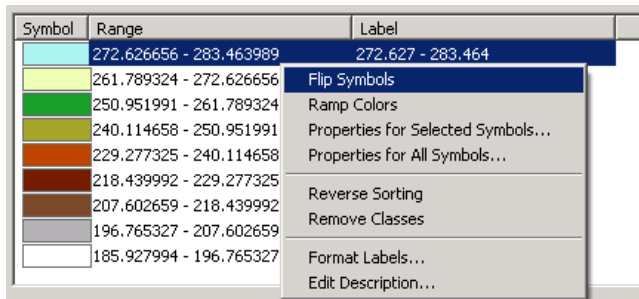 Symbol Range Label
272.626656 - 283.463989 272.627 - 283.464
261.789324 - 272.626656 Flip Symbols
250.951991 - 261.789324 Ramp Colors
240.114658 - 250.951991 Properties for Selected Symbols...
229.277325 - 240.114658 Properties for All Symbols...
218.439992 - 229.277325
207.602659 - 218.439992 Reverse Sorting
196.765327 - 207.602659 Remove Classes
185.927994 - 196.765327 Format Labels...
Edit Description...